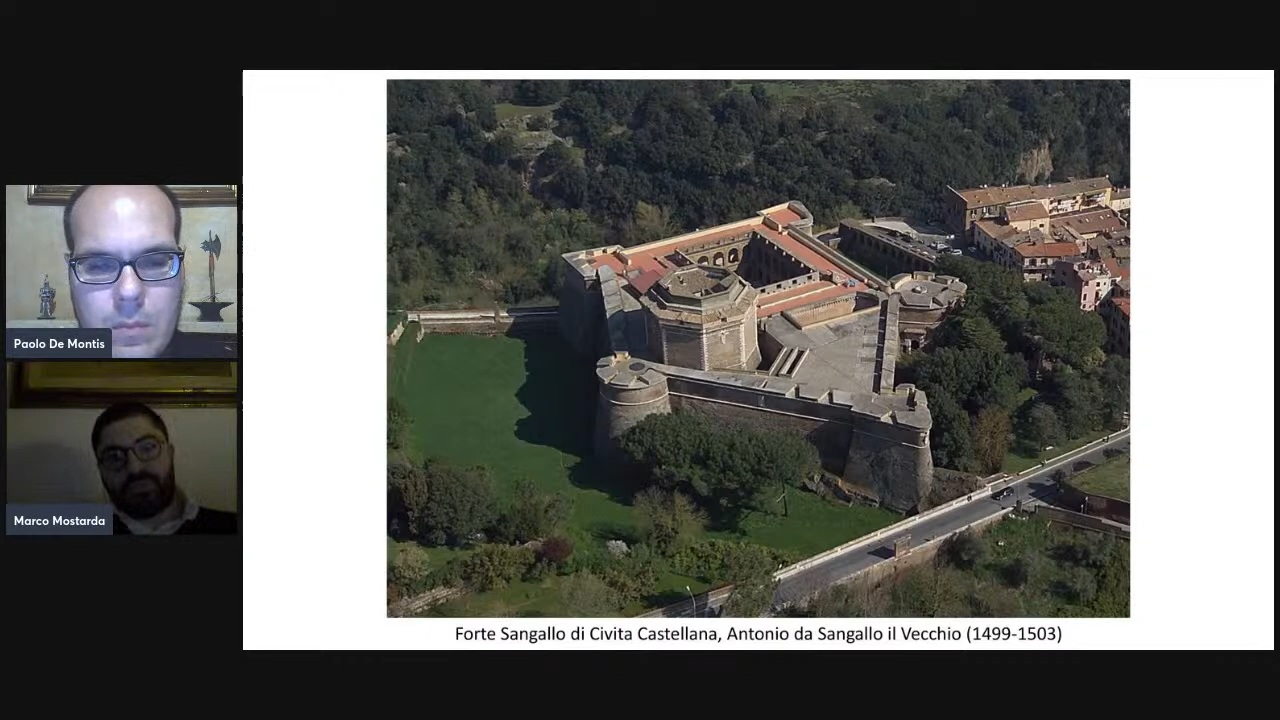 Paolo De Montis
Marco Mostarda
Forte Sangallo di Civita Castellana, Antonio da Sangallo il Vecchio (1499-1503)